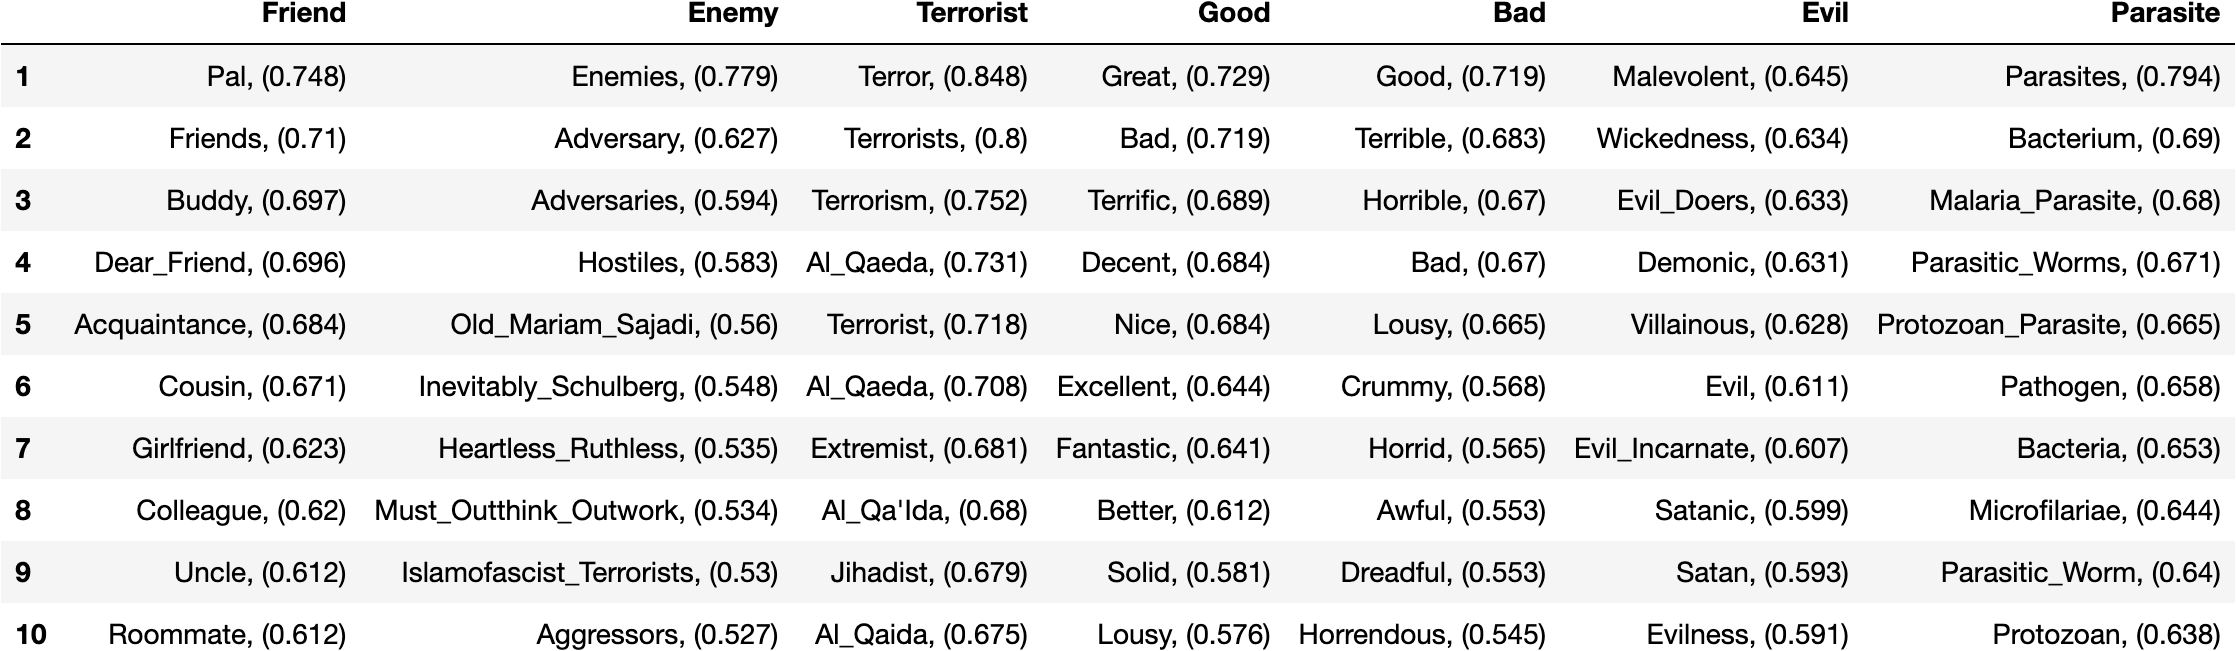 Friend Enemy Terrorist Good Bad Evil Parasite
1 Pal, (0.748) Enemies, (0.779) Terror, (0.848) Great, (0.729) Good, (0.719) Malevolent, (0.645) Parasites, (0.794)
2 Friends, (0.71) Adversary, (0.627) Terrorists, (0.8) Bad, (0.719) Terrible, (0.683) Wickedness, (0.634) Bacterium, (0.69)
3 Buddy, (0.697) Adversaries, (0.594) Terrorism, (0.752) Terrific, (0.689) Horrible, (0.67) Evil_Doers, (0.633) Malaria_Parasite, (0.68)
4 Dear_Friend, (0.696) Hostiles, (0.583) Al_Qaeda, (0.731) Decent, (0.684) Bad, (0.67) Demonic, (0.631) Parasitic_Worms, (0.671)
5 Acquaintance, (0.684) Old_Mariam_Sajadi, (0.56) Terrorist, (0.718) Nice, (0.684) Lousy, (0.665) Villainous, (0.628) Protozoan_Parasite, (0.665)
6 Cousin, (0.671) Inevitably_Schulberg, (0.548) Al_Qaeda, (0.708) Excellent, (0.644) Crummy, (0.568) Evil, (0.611) Pathogen, (0.658)
7 Girlfriend, (0.623) Heartless_Ruthless, (0.535) Extremist, (0.681) Fantastic, (0.641) Horrid, (0.565) Evil_Incarnate, (0.607) Bacteria, (0.653)
8 Colleague, (0.62) Must_Outthink_Outwork, (0.534) Al_Qa'Ida, (0.68) Better, (0.612) Awful, (0.553) Satanic, (0.599) Microfilariae, (0.644)
9 Uncle, (0.612) Islamofascist_Terrorists, (0.53) Jihadist, (0.679) Solid, (0.581) Dreadful, (0.553) Satan, (0.593) Parasitic_Worm, (0.64)
10 Roommate, (0.612) Aggressors, (0.527) Al_Qaida, (0.675) Lousy, (0.576) Horrendous, (0.545) Evilness, (0.591) Protozoan, (0.638)